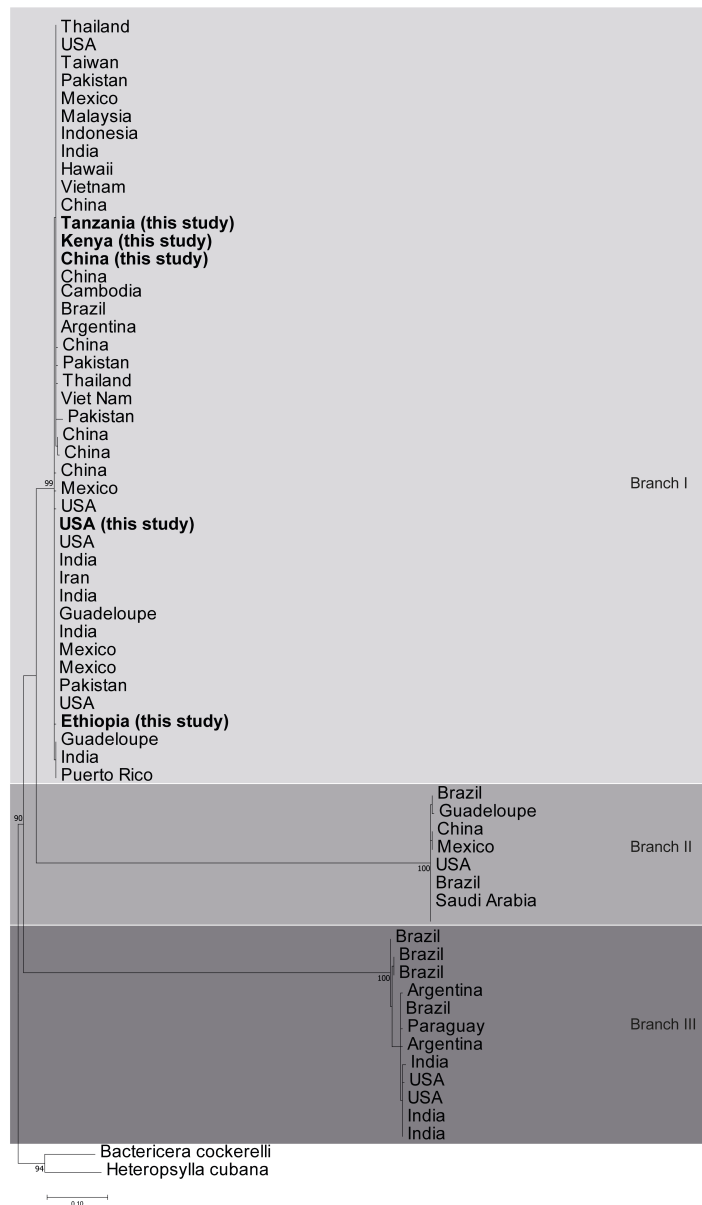 Thailand
USA
Taiwan
Pakistan
Mexico
Malaysia
Indonesia
India
Hawaii
Vietnam
China
Tanzania (this study)
Kenya (this study)
China (this study)
China
Cambodia
Brazil
Argentina
China
Pakistan
Thailand
Viet Nam
Pakistan
China
China
China
99
Branch I
Mexico
USA
USA (this study)
USA
India
Iran
India
Guadeloupe
India
Mexico
Mexico
Pakistan
USA
Ethiopia (this study)
Guadeloupe
India
Puerto Rico
Brazil
Guadeloupe
90
China
Mexico
Branch II
USA
100
Brazil
Saudi Arabia
Brazil
Brazil
Brazil
100
Argentina
Brazil
Paraguay
Branch III
Argentina
India
USA
USA
India
India
Bactericera cockerelli
94
Heteropsylla cubana
0.10